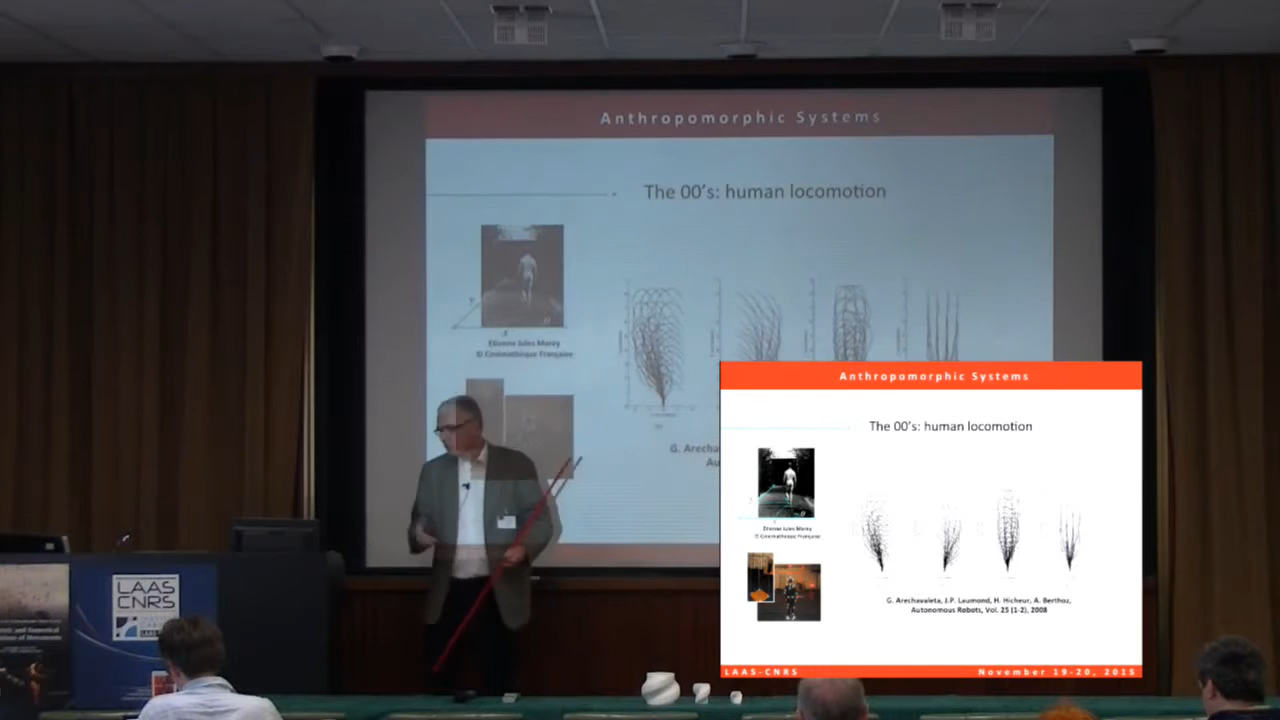 Anthropomorphic Systems
The 00's: human locomotion
Etienne Jules Marey
© Cinémathèque Française
G. Arecha
Au
Anthropomorphic Systems
The 00's: human locomotion
Etienne Jules Marey
© Cinémathèque Française
G. Arechavaleta, J.P. Laumond, H. Hicheur, A. Berthoz,
Autonomous Robots, Vol. 25 (1-2), 2008
LAAS-CNRS
November 19-20, 2015
LAAS
CNRS